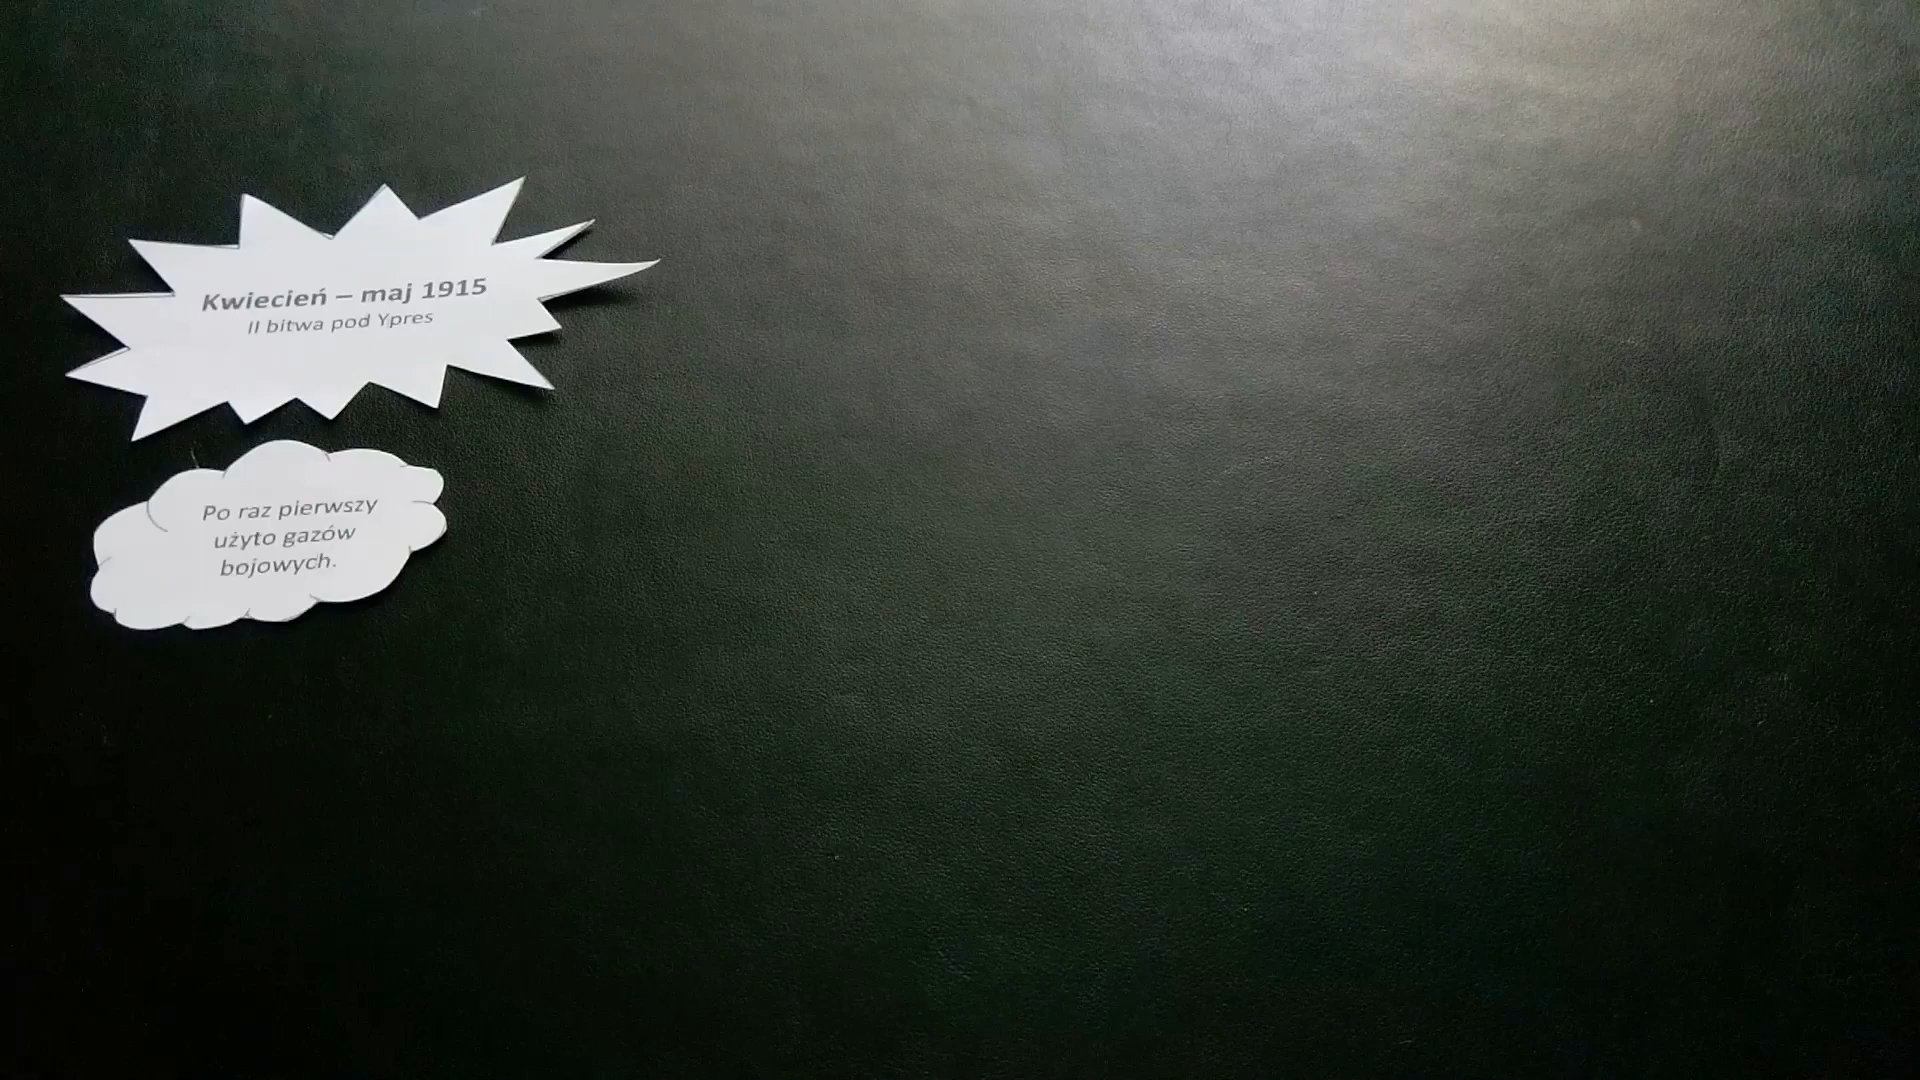 Kwiecień – maj 1915
II bitwa pod Ypres
Po raz pierwszy
użyto gazów
bojowych.